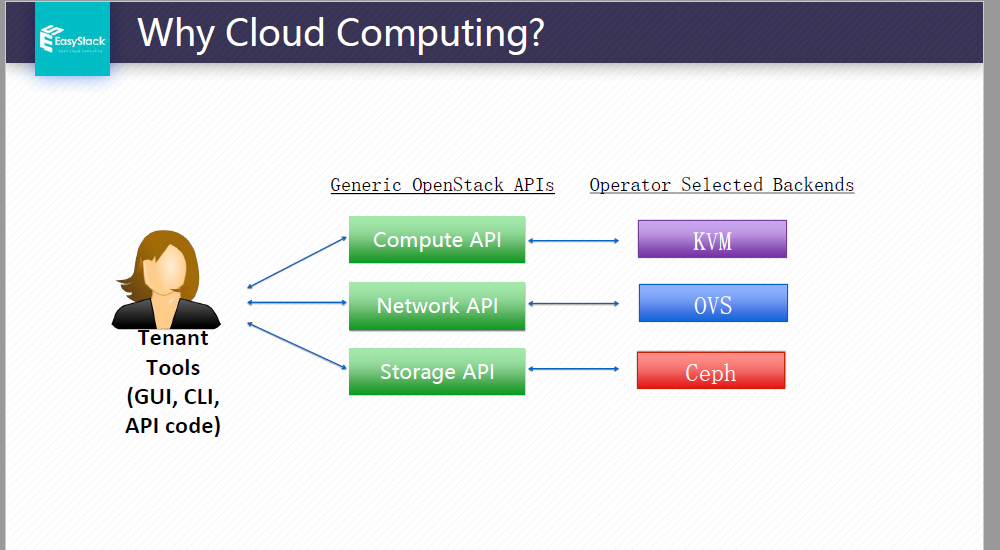 EasyStack
Why Cloud Computing?
Generic OpenStack APIs
Operator Selected Backends
Compute API
KVM
Network API
OVS
Storage API
Ceph
Tenant
Tools
(GUI, CLI,
API code)